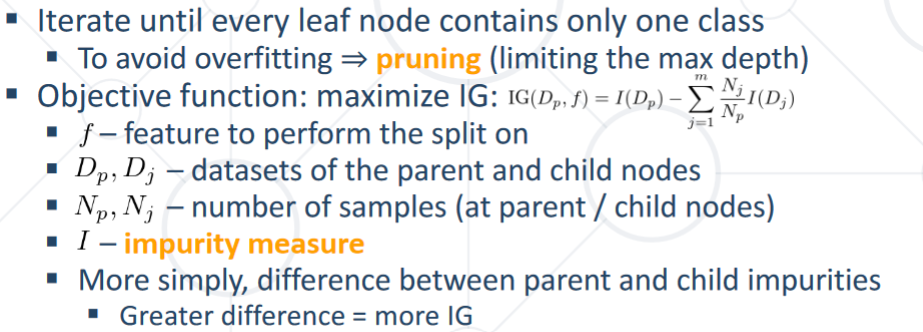 ▪ Iterate until every leaf node contains only one class
▪ To avoid overfitting ⇒ pruning (limiting the max depth)
▪ Objective function: maximize IG: IG(D_p, f) = I(D_p) − ∑_{j=1}^{m} \frac{N_j}{N_p} I(D_j)
▪ f – feature to perform the split on
▪ D_p, D_j – datasets of the parent and child nodes
▪ N_p, N_j – number of samples (at parent / child nodes)
▪ I – impurity measure
▪ More simply, difference between parent and child impurities
▪ Greater difference = more IG